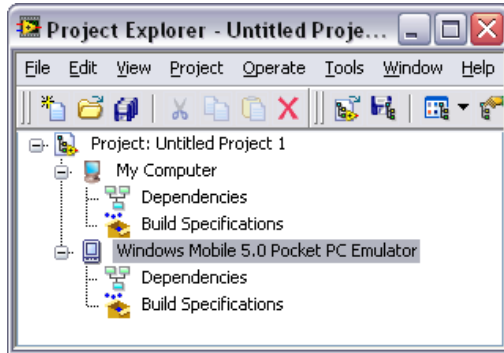 Project Explorer - Untitled Proje...
File Edit View Project Operate Tools Window Help
Project: Untitled Project 1
My Computer
Dependencies
Build Specifications
Windows Mobile 5.0 Pocket PC Emulator
Dependencies
Build Specifications